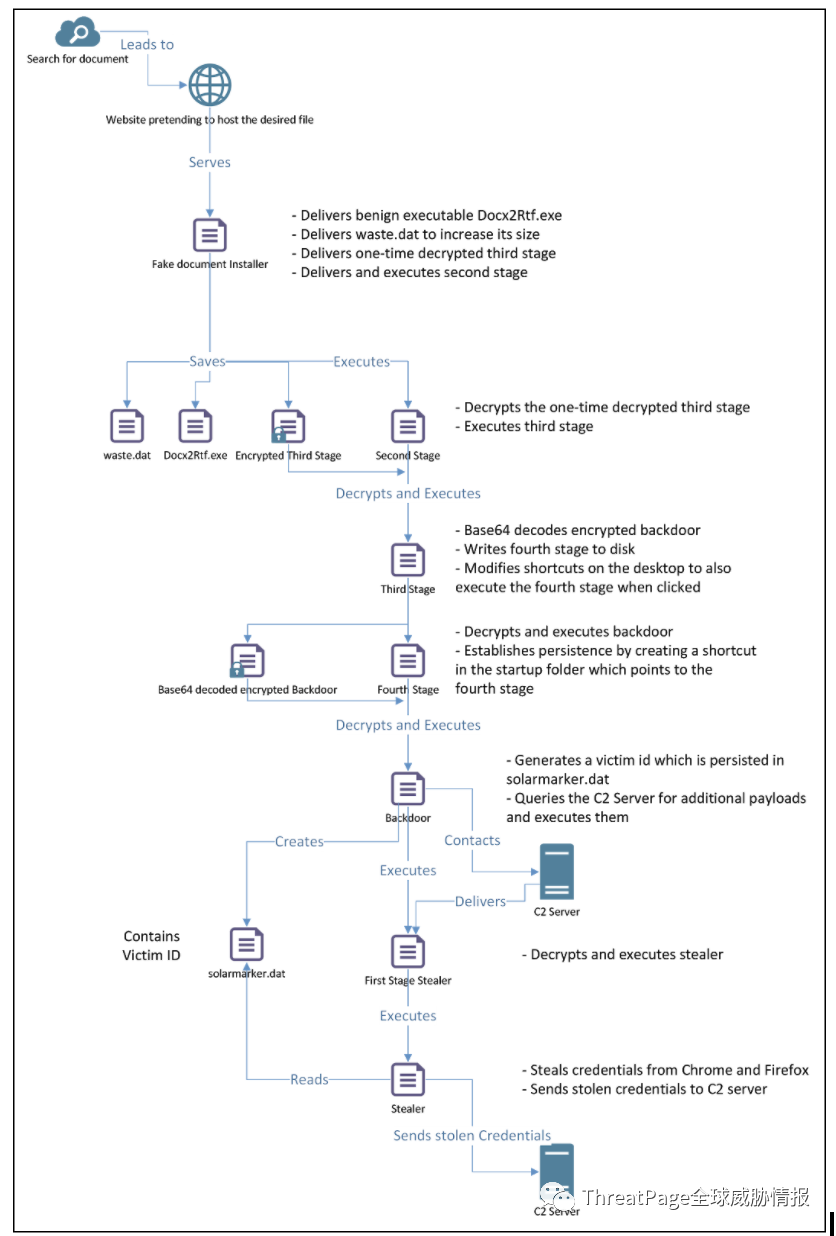 Leads to
Search for document
Website pretending to host the desired file
Serves
- Delivers benign executable Docx2Rtf.exe
- Delivers waste.dat to increase its size
- Delivers one-time decrypted third stage
- Delivers and executes second stage
Fake document Installer
Saves
Executes
- Decrypts the one-time decrypted third stage
- Executes third stage
waste.dat
Docx2Rtf.exe
Encrypted Third Stage
Second Stage
Decrypts and Executes
- Base64 decodes encrypted backdoor
- Writes fourth stage to disk
- Modifies shortcuts on the desktop to also
execute the fourth stage when clicked
Third Stage
- Decrypts and executes backdoor
- Establishes persistence by creating a shortcut
in the startup folder which points to the
fourth stage
Base64 decoded encrypted Backdoor
Fourth Stage
Decrypts and Executes
- Generates a victim id which is persisted in
solarmarker.dat
- Queries the C2 Server for additional payloads
and executes them
Backdoor
Creates
Contacts
Executes
Delivers
C2 Server
Contains
Victim ID
solarmarker.dat
First Stage Stealer
- Decrypts and executes stealer
Executes
Reads
Stealer
- Steals credentials from Chrome and Firefox
- Sends stolen credentials to C2 server
Sends stolen Credentials
C2 Server
ThreatPage全球威胁情报